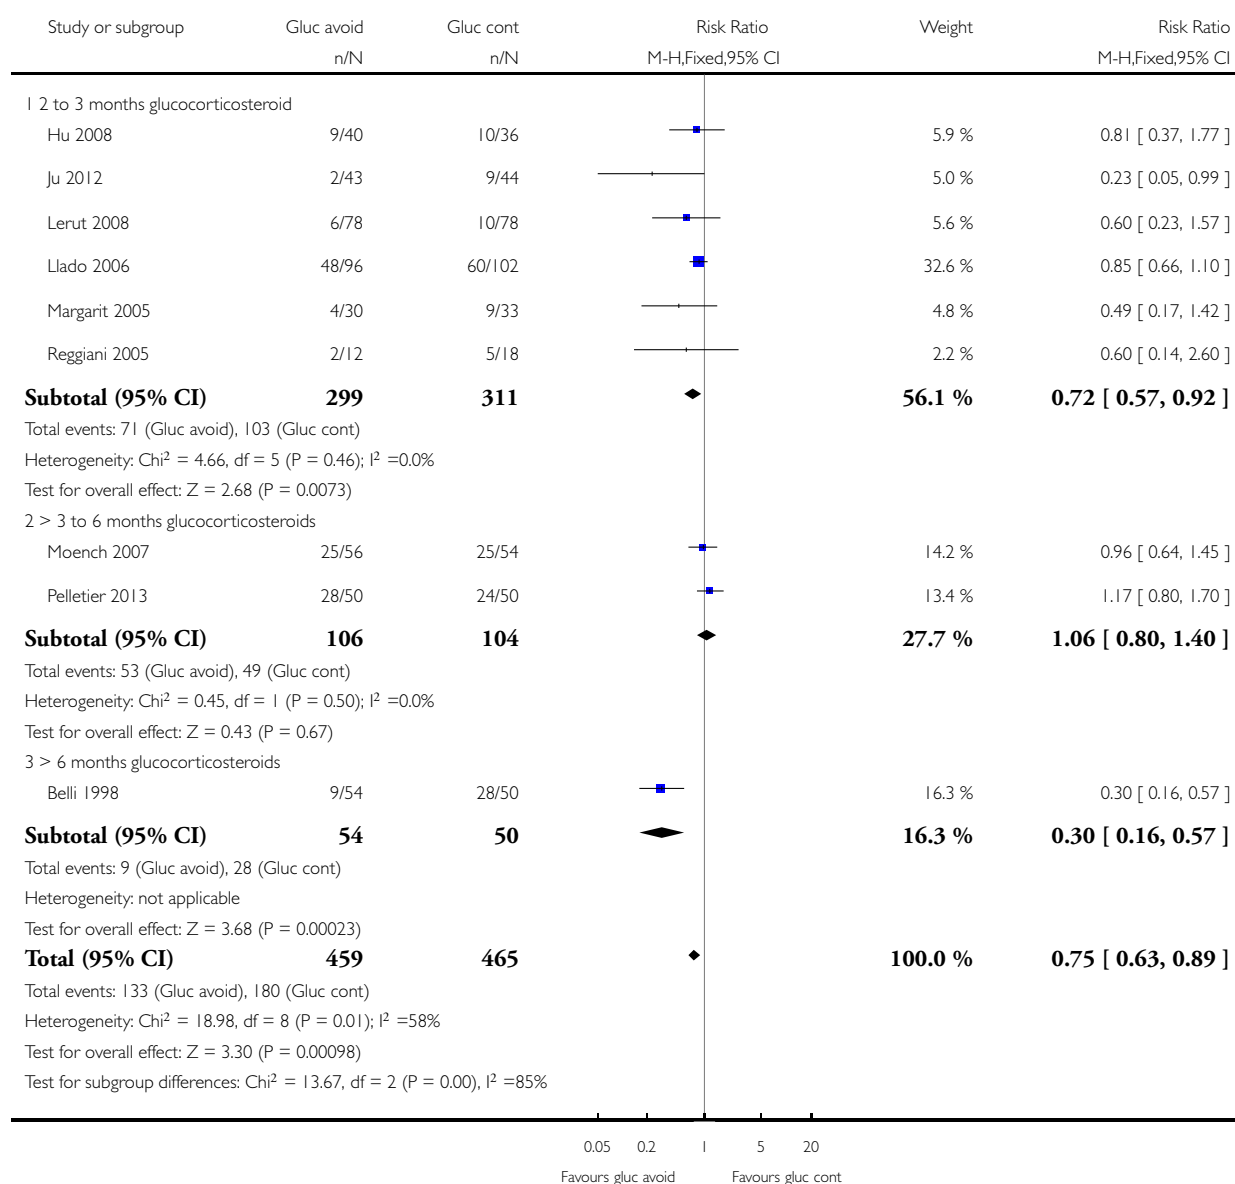 Study or subgroup Gluc avoid Gluc cont Risk Ratio Weight Risk Ratio
n/N n/N M-H,Fixed,95% CI M-H,Fixed,95% CI
1 2 to 3 months glucocorticosteroid
Hu 2008 9/40 10/36 5.9 % 0.81 [ 0.37, 1.77 ]
Ju 2012 2/43 9/44 5.0 % 0.23 [ 0.05, 0.99 ]
Lerut 2008 6/78 10/78 5.6 % 0.60 [ 0.23, 1.57 ]
Llado 2006 48/96 60/102 32.6 % 0.85 [ 0.66, 1.10 ]
Margarit 2005 4/30 9/33 4.8 % 0.49 [ 0.17, 1.42 ]
Reggiani 2005 2/12 5/18 2.2 % 0.60 [ 0.14, 2.60 ]
Subtotal (95% CI) 299 311 56.1 % 0.72 [ 0.57, 0.92 ]
Total events: 71 (Gluc avoid), 103 (Gluc cont)
Heterogeneity: Chi² = 4.66, df = 5 (P = 0.46); I² =0.0%
Test for overall effect: Z = 2.68 (P = 0.0073)
2 > 3 to 6 months glucocorticosteroids
Moench 2007 25/56 25/54 14.2 % 0.96 [ 0.64, 1.45 ]
Pelletier 2013 28/50 24/50 13.4 % 1.17 [ 0.80, 1.70 ]
Subtotal (95% CI) 106 104 27.7 % 1.06 [ 0.80, 1.40 ]
Total events: 53 (Gluc avoid), 49 (Gluc cont)
Heterogeneity: Chi² = 0.45, df = 1 (P = 0.50); I² =0.0%
Test for overall effect: Z = 0.43 (P = 0.67)
3 > 6 months glucocorticosteroids
Belli 1998 9/54 28/50 16.3 % 0.30 [ 0.16, 0.57 ]
Subtotal (95% CI) 54 50 16.3 % 0.30 [ 0.16, 0.57 ]
Total events: 9 (Gluc avoid), 28 (Gluc cont)
Heterogeneity: not applicable
Test for overall effect: Z = 3.68 (P = 0.00023)
Total (95% CI) 459 465 100.0 % 0.75 [ 0.63, 0.89 ]
Total events: 133 (Gluc avoid), 180 (Gluc cont)
Heterogeneity: Chi² = 18.98, df = 8 (P = 0.01); I² =58%
Test for overall effect: Z = 3.30 (P = 0.00098)
Test for subgroup differences: Chi² = 13.67, df = 2 (P = 0.00), I² =85%
0.05 0.2 1 5 20
Favours gluc avoid Favours gluc cont